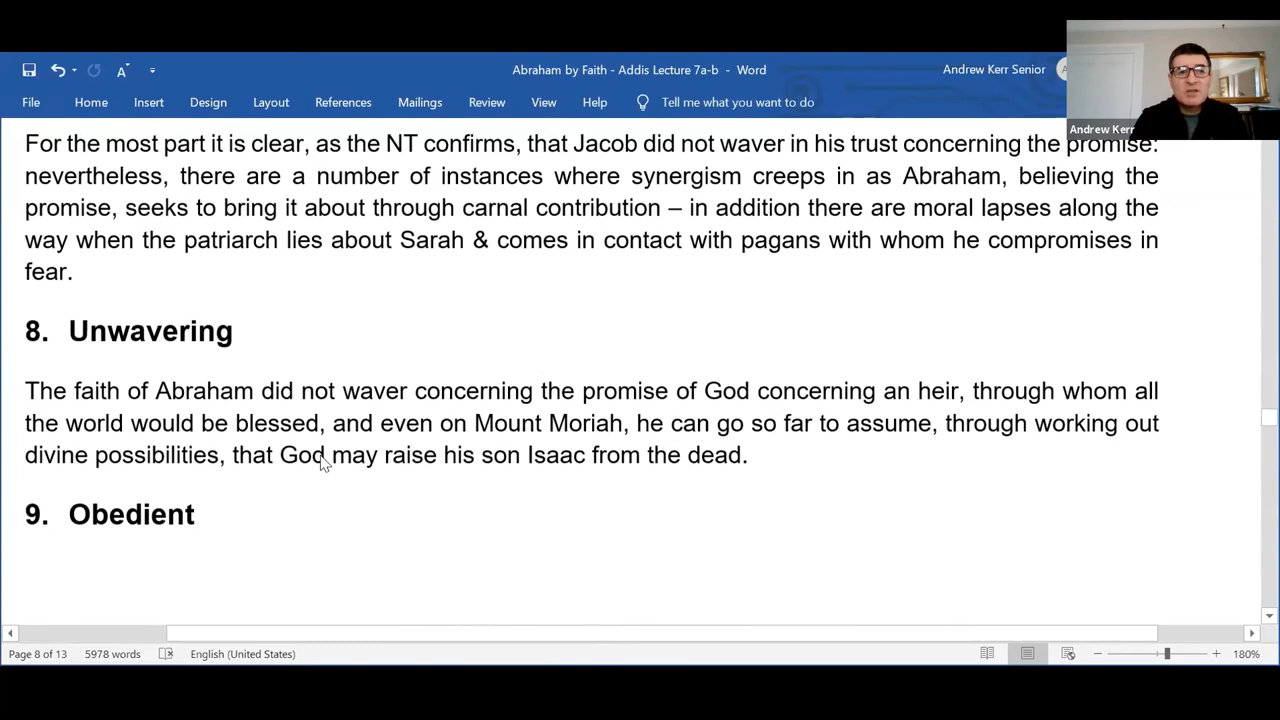 Abraham by Faith - Addis Lecture 7a-b - Word
Andrew Kerr Senior
File Home Insert Design Layout References Mailings Review View Help Tell me what you want to do
Andrew Kerr
For the most part it is clear, as the NT confirms, that Jacob did not waver in his trust concerning the promise:
nevertheless, there are a number of instances where synergism creeps in as Abraham, believing the
promise, seeks to bring it about through carnal contribution – in addition there are moral lapses along the
way when the patriarch lies about Sarah & comes in contact with pagans with whom he compromises in
fear.
8. Unwavering
The faith of Abraham did not waver concerning the promise of God concerning an heir, through whom all
the world would be blessed, and even on Mount Moriah, he can go so far to assume, through working out
divine possibilities, that God may raise his son Isaac from the dead.
9. Obedient
Page 8 of 13 5978 words English (United States) 180%